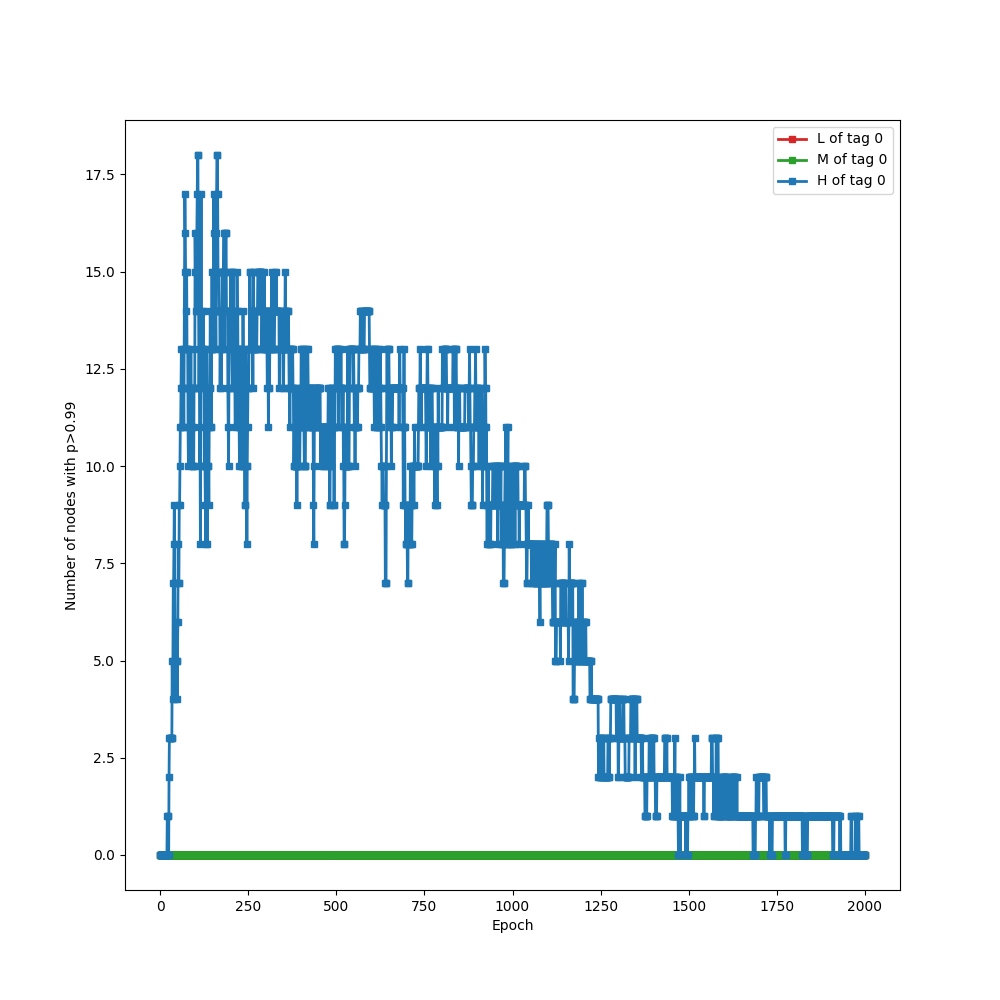 L of tag 0
M of tag 0
H of tag 0
17.5
15.0
12.5
10.0
7.5
5.0
2.5
0.0
Number of nodes with p>0.99
0 250 500 750 1000 1250 1500 1750 2000
Epoch